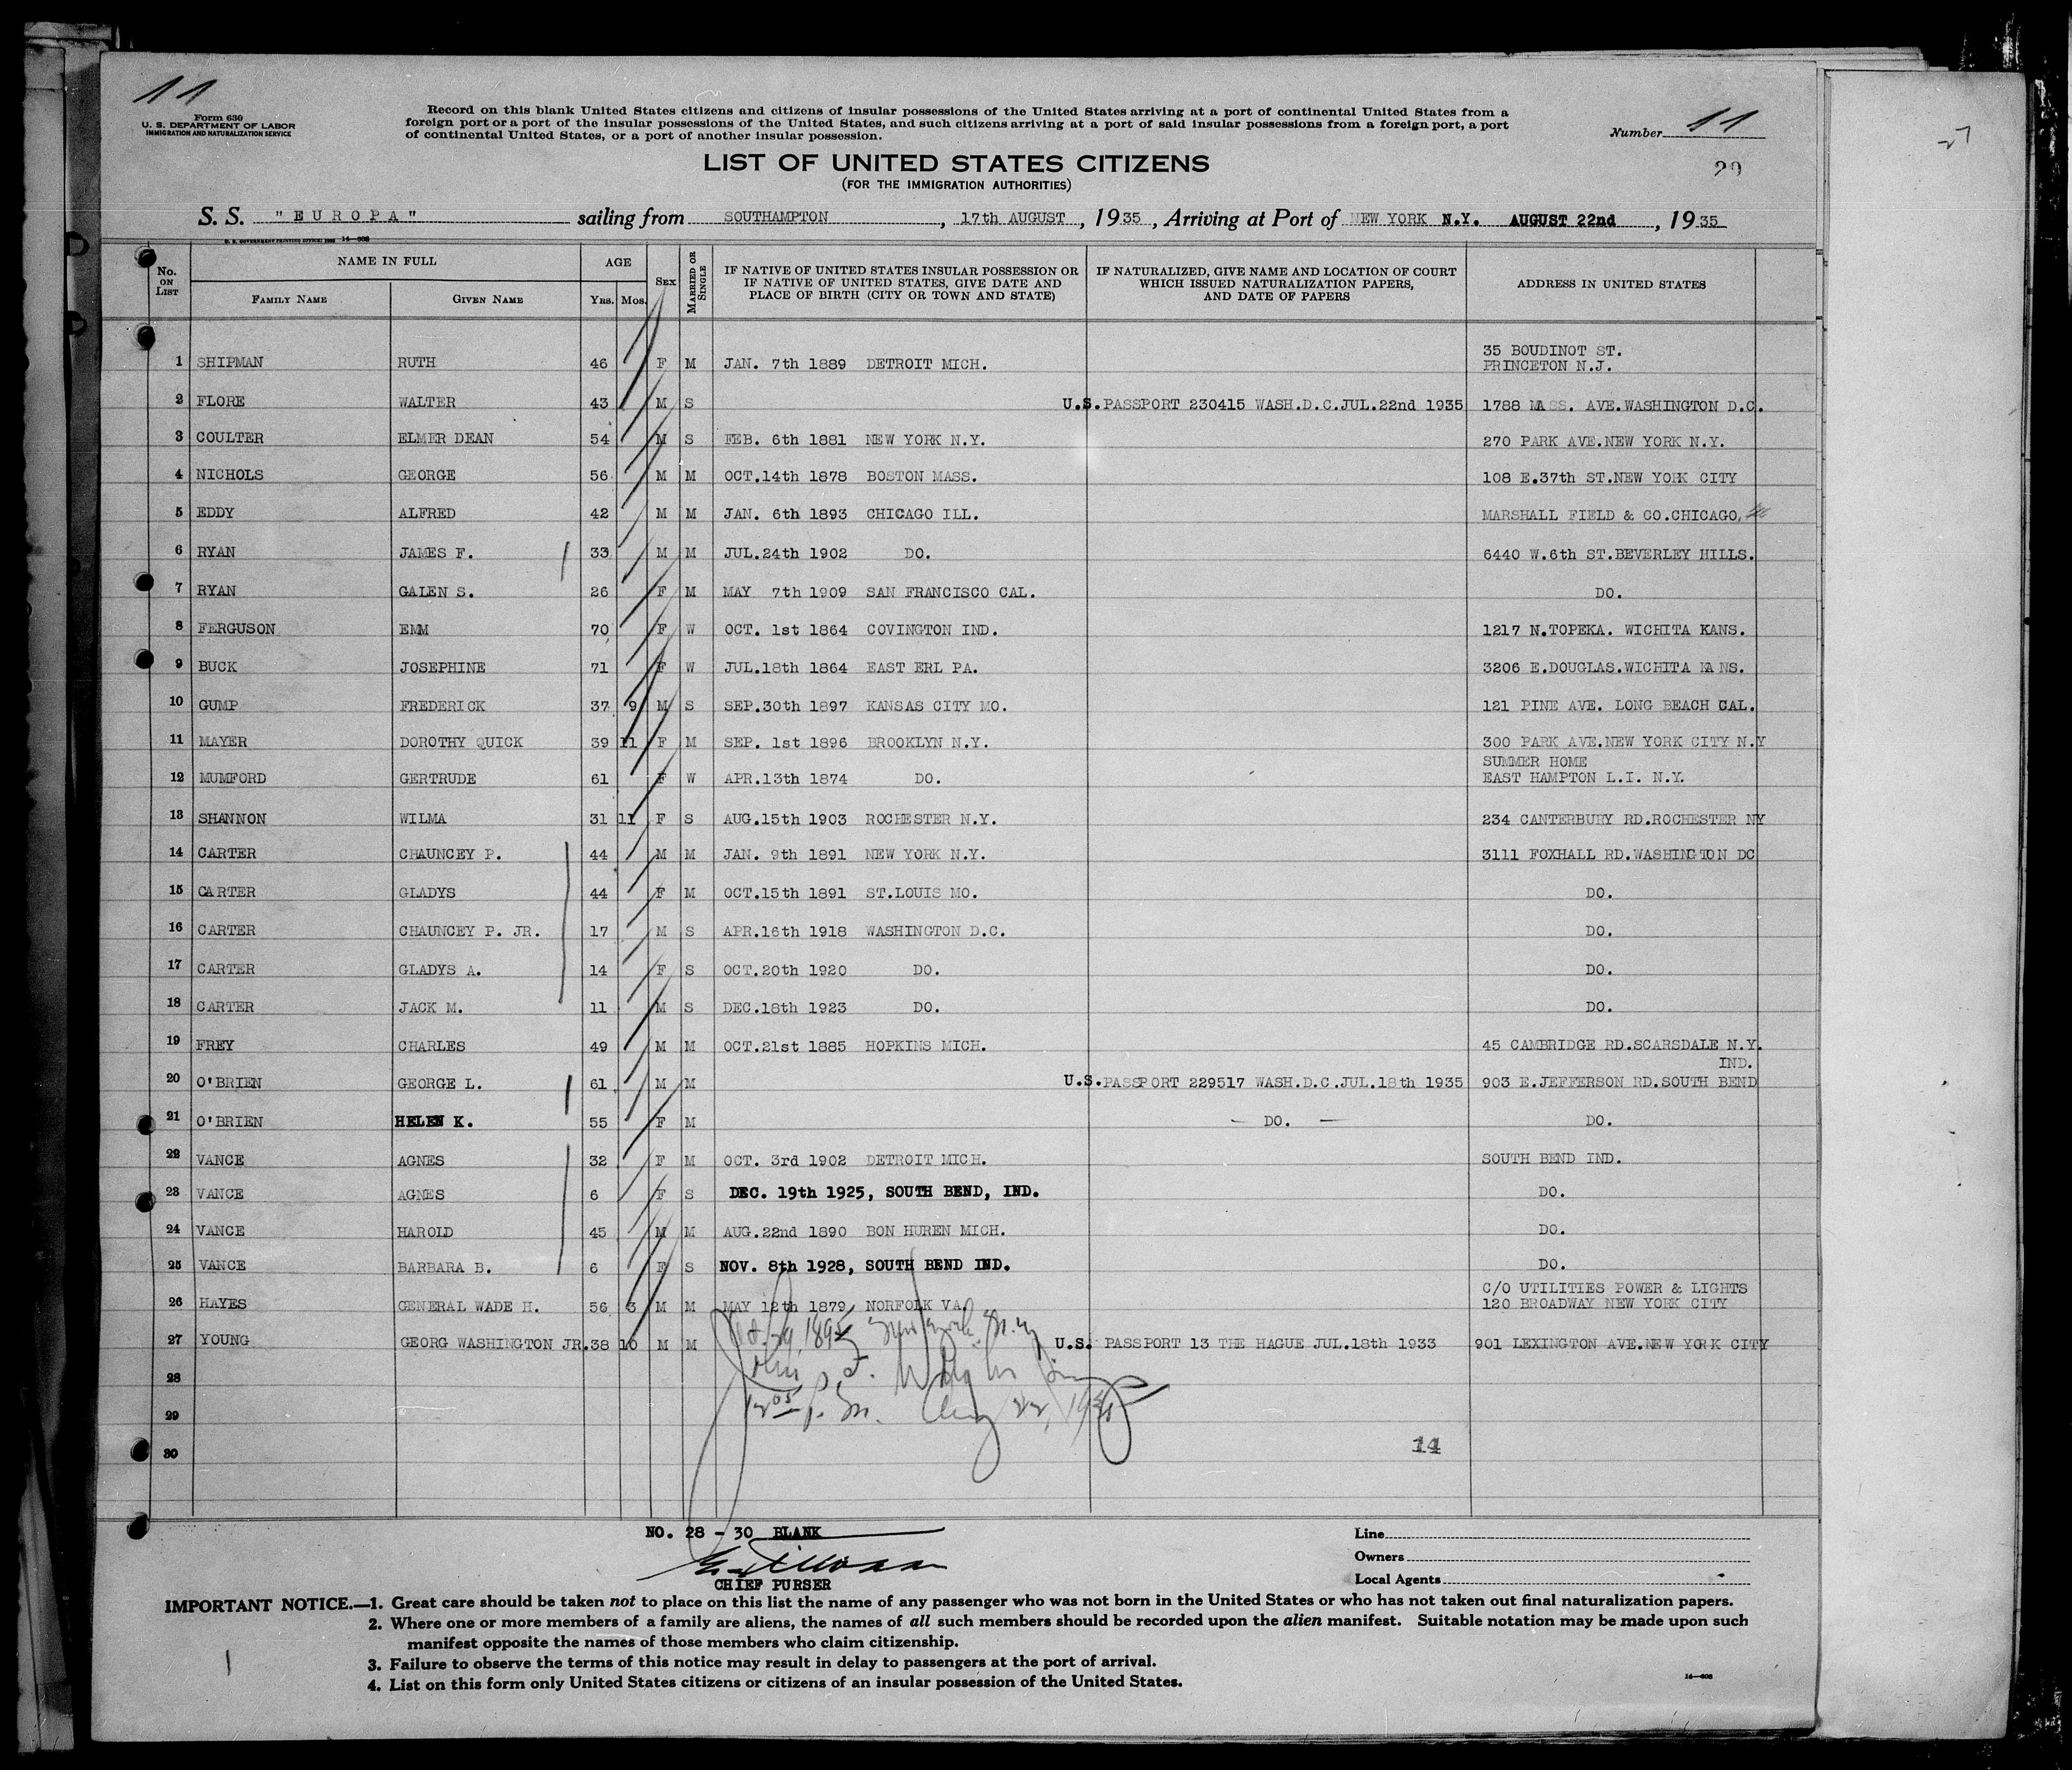 11
Form 630
U. S. DEPARTMENT OF LABOR
IMMIGRATION AND NATURALIZATION SERVICE
Record on this blank United States citizens and citizens of insular possessions of the United States arriving at a port of continental United States from a
foreign port or a port of the insular possessions of the United States, and such citizens arriving at a port of said insular possessions from a foreign port, a port
of continental United States, or a port of another insular possession.
Number 11
29
27
LIST OF UNITED STATES CITIZENS
(FOR THE IMMIGRATION AUTHORITIES)
S. S. "EUROPA" sailing from SOUTHAMPTON, 17th AUGUST, 1935, Arriving at Port of NEW YORK N.Y. AUGUST 22nd, 1935
U. S. GOVERNMENT PRINTING OFFICE: 14-608
No. ON LIST NAME IN FULL AGE SEX MARRIED OR SINGLE IF NATIVE OF UNITED STATES INSULAR POSSESSION OR IF NATIVE OF UNITED STATES, GIVE DATE AND PLACE OF BIRTH (CITY OR TOWN AND STATE) IF NATURALIZED, GIVE NAME AND LOCATION OF COURT WHICH ISSUED NATURALIZATION PAPERS, AND DATE OF PAPERS ADDRESS IN UNITED STATES
FAMILY NAME GIVEN NAME YRS. MOS.
1 SHIPMAN RUTH 46 F M JAN. 7th 1889 DETROIT MICH. 35 BOUDINOT ST. PRINCETON N.J.
2 FLORE WALTER 43 M S U.S. PASSPORT 230415 WASH.D.C.JUL.22nd 1935 1788 MASS. AVE.WASHINGTON D.C.
3 COULTER ELMER DEAN 54 M S FEB. 6th 1881 NEW YORK N.Y. 270 PARK AVE.NEW YORK N.Y.
4 NICHOLS GEORGE 56 M M OCT.14th 1878 BOSTON MASS. 108 E.37th ST.NEW YORK CITY
5 EDDY ALFRED 42 M M JAN. 6th 1893 CHICAGO ILL. MARSHALL FIELD & CO.CHICAGO,
6 RYAN JAMES F. 33 M M JUL.24th 1902 DO. 6440 W.6th ST.BEVERLEY HILLS.
7 RYAN GALEN S. 26 F M MAY 7th 1909 SAN FRANCISCO CAL. DO.
8 FERGUSON EMM 70 F W OCT. 1st 1864 COVINGTON IND. 1217 N.TOPEKA. WICHITA KANS.
9 BUCK JOSEPHINE 71 F W JUL.18th 1864 EAST ERL PA. 3206 E.DOUGLAS.WICHITA KANS.
10 GUMP FREDERICK 37 9 M S SEP.30th 1897 KANSAS CITY MO. 121 PINE AVE. LONG BEACH CAL.
11 MAYER DOROTHY QUICK 39 11 F M SEP. 1st 1896 BROOKLYN N.Y. 300 PARK AVE.NEW YORK CITY N.Y
12 MUMFORD GERTRUDE 61 F W APR.13th 1874 DO. SUMMER HOME EAST HAMPTON L.I. N.Y.
13 SHANNON WILMA 31 11 F S AUG.15th 1903 ROCHESTER N.Y. 234 CANTERBURY RD.ROCHESTER NY
14 CARTER CHAUNCEY P. 44 M M JAN. 9th 1891 NEW YORK N.Y. 3111 FOXHALL RD.WASHINGTON DC
15 CARTER GLADYS 44 F M OCT.15th 1891 ST.LOUIS MO. DO.
16 CARTER CHAUNCEY P. JR. 17 M S APR.16th 1918 WASHINGTON D.C. DO.
17 CARTER GLADYS A. 14 F S OCT.20th 1920 DO. DO.
18 CARTER JACK M. 11 M S DEC.18th 1923 DO. DO.
19 FREY CHARLES 49 M M OCT.21st 1885 HOPKINS MICH. 45 CAMBRIDGE RD.SCARSDALE N.Y.
20 O'BRIEN GEORGE L. 61 M M U.S. PASSPORT 229517 WASH.D.C.JUL.18th 1935 903 E.JEFFERSON RD.SOUTH BEND IND.
21 O'BRIEN HELEN K. 55 F M — DO. — DO.
22 VANCE AGNES 32 F M OCT. 3rd 1902 DETROIT MICH. SOUTH BEND IND.
23 VANCE AGNES 6 F S DEC. 19th 1925, SOUTH BEND, IND. DO.
24 VANCE HAROLD 45 M M AUG.22nd 1890 BON HUREN MICH. DO.
25 VANCE BARBARA B. 6 F S NOV. 8th 1928, SOUTH BEND IND. DO.
26 HAYES GENERAL WADE H. 56 3 M M MAY 12th 1879 NORFOLK VA. C/O UTILITIES POWER & LIGHTS 120 BROADWAY NEW YORK CITY
27 YOUNG GEORG WASHINGTON JR. 38 10 M M U.S. PASSPORT 13 THE HAGUE JUL.18th 1933 901 LEXINGTON AVE.NEW YORK CITY
28
29
30
14
NO. 28 - 30 BLANK
CHIEF PURSER
Line
Owners
Local Agents
IMPORTANT NOTICE.—1. Great care should be taken not to place on this list the name of any passenger who was not born in the United States or who has not taken out final naturalization papers.
2. Where one or more members of a family are aliens, the names of all such members should be recorded upon the alien manifest. Suitable notation may be made upon such
manifest opposite the names of those members who claim citizenship.
3. Failure to observe the terms of this notice may result in delay to passengers at the port of arrival.
4. List on this form only United States citizens or citizens of an insular possession of the United States.
14—608